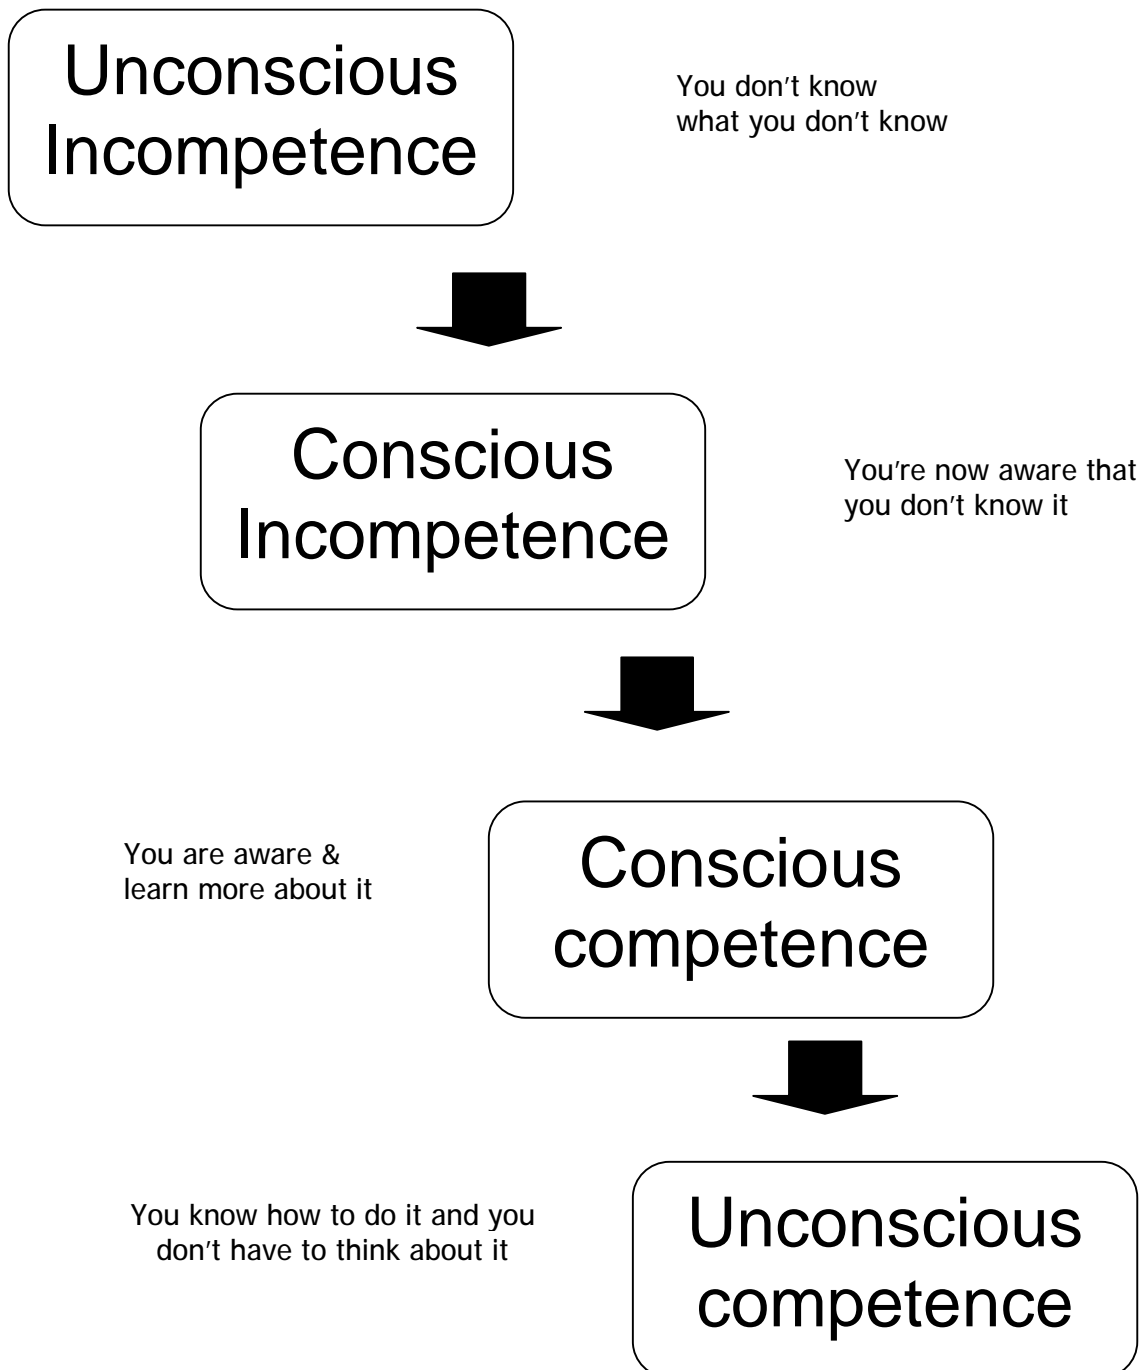 Unconscious
Incompetence
You don't know
what you don't know
Conscious
Incompetence
You're now aware that
you don't know it
You are aware &
learn more about it
Conscious
competence
You know how to do it and you
don't have to think about it
Unconscious
competence